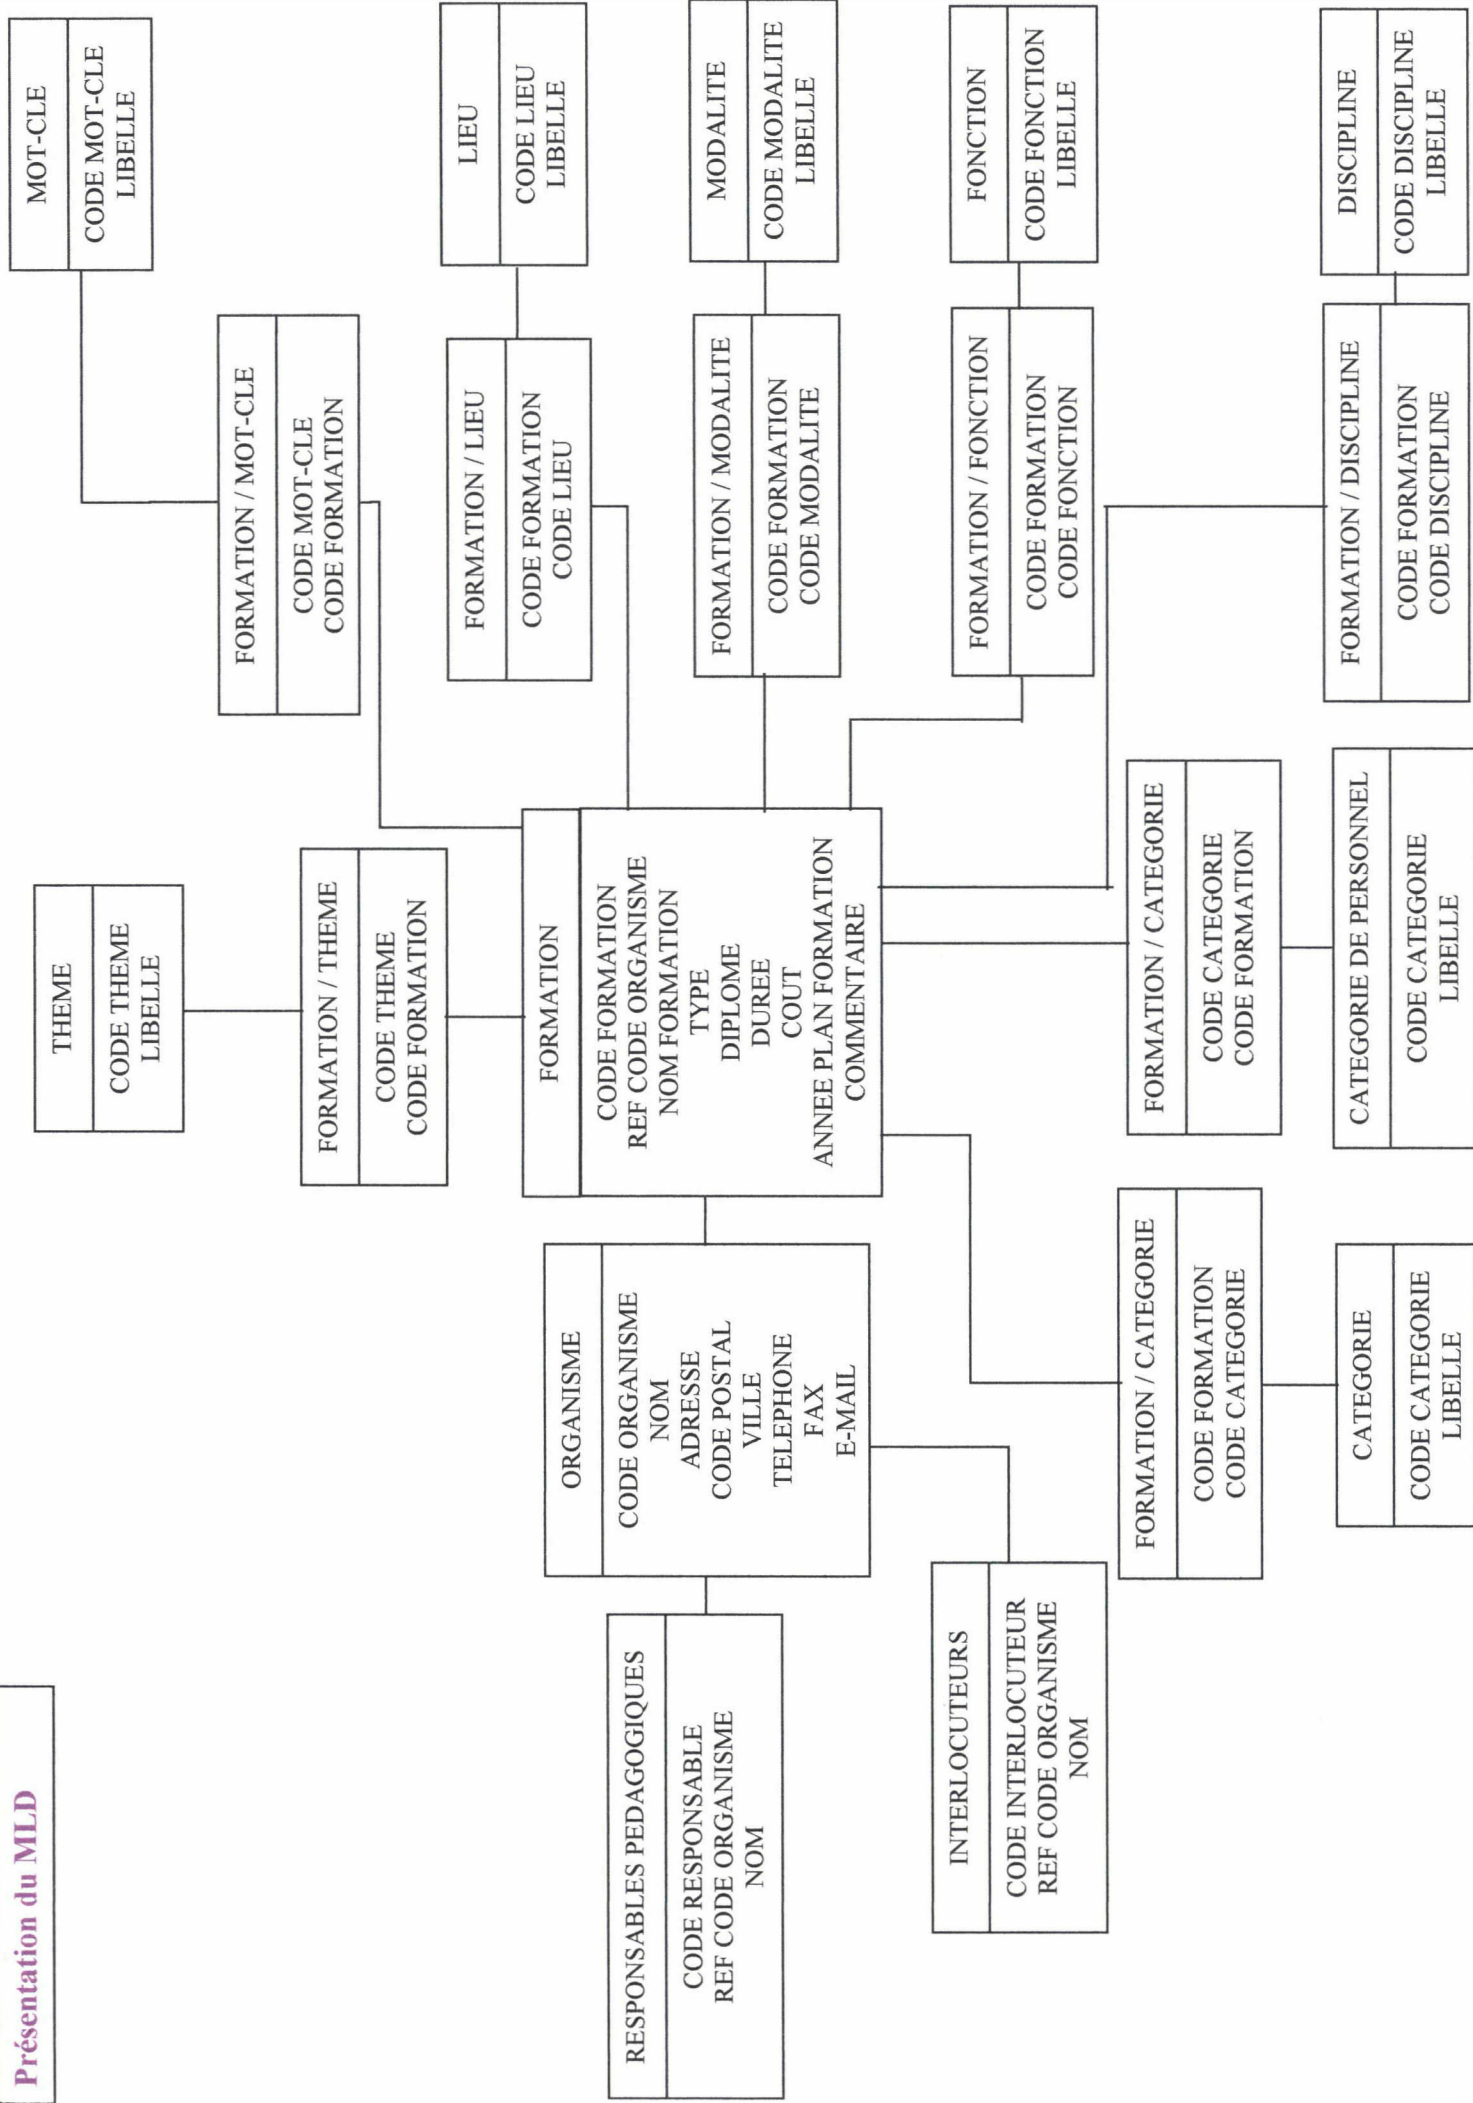 Présentation du MLD
RESPONSABLES PEDAGOGIQUES
CODE RESPONSABLE
REF CODE ORGANISME
NOM
INTERLOCUTEURS
CODE INTERLOCUTEUR
REF CODE ORGANISME
NOM
ORGANISME
CODE ORGANISME
NOM
ADRESSE
CODE POSTAL
VILLE
TELEPHONE
FAX
E-MAIL
FORMATION / CATEGORIE
CODE FORMATION
CODE CATEGORIE
CATEGORIE
CODE CATEGORIE
LIBELLE
THEME
CODE THEME
LIBELLE
FORMATION / THEME
CODE THEME
CODE FORMATION
FORMATION
CODE FORMATION
REF CODE ORGANISME
NOM FORMATION
TYPE
DIPLOME
DUREE
COUT
ANNEE PLAN FORMATION
COMMENTAIRE
FORMATION / CATEGORIE
CODE CATEGORIE
CODE FORMATION
CATEGORIE DE PERSONNEL
CODE CATEGORIE
LIBELLE
FORMATION / MOT-CLE
CODE MOT-CLE
CODE FORMATION
MOT-CLE
CODE MOT-CLE
LIBELLE
FORMATION / LIEU
CODE FORMATION
CODE LIEU
LIEU
CODE LIEU
LIBELLE
FORMATION / MODALITE
CODE FORMATION
CODE MODALITE
MODALITE
CODE MODALITE
LIBELLE
FORMATION / FONCTION
CODE FORMATION
CODE FONCTION
FONCTION
CODE FONCTION
LIBELLE
FORMATION / DISCIPLINE
CODE FORMATION
CODE DISCIPLINE
DISCIPLINE
CODE DISCIPLINE
LIBELLE